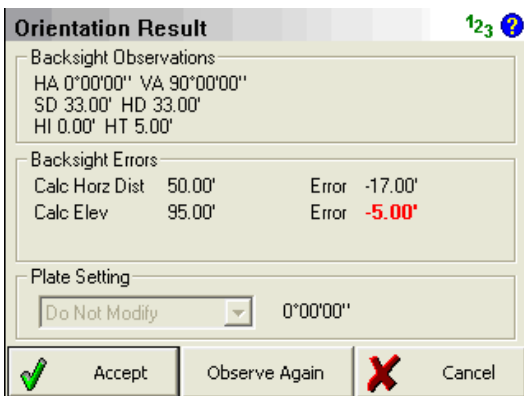 Orientation Result 123 ?
Backsight Observations
HA 0°00'00" VA 90°00'00"
SD 33.00' HD 33.00'
HI 0.00' HT 5.00'
Backsight Errors
Calc Horz Dist 50.00' Error -17.00'
Calc Elev 95.00' Error -5.00'
Plate Setting
Do Not Modify 0°00'00"
Accept Observe Again Cancel